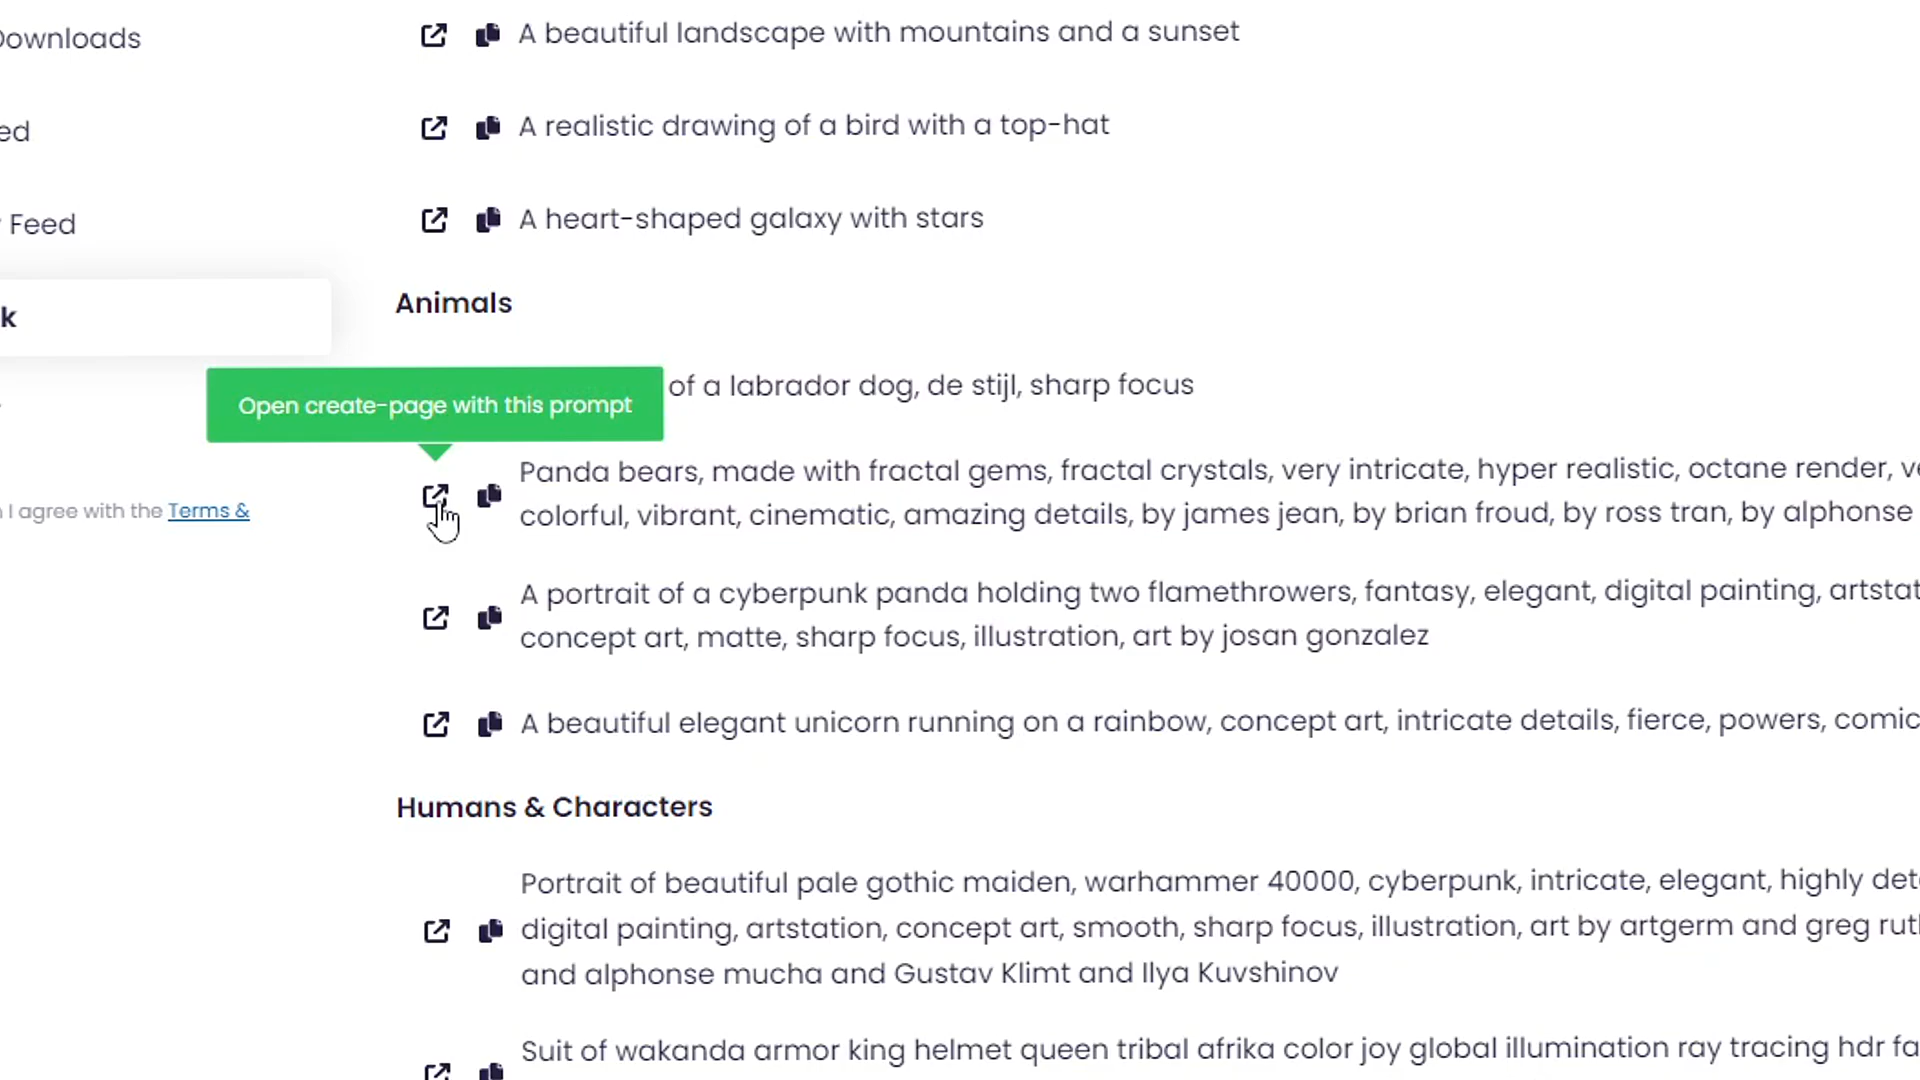 Downloads
A beautiful landscape with mountains and a sunset
ed
A realistic drawing of a bird with a top-hat
Feed
A heart-shaped galaxy with stars
Animals
k
of a labrador dog, de stijl, sharp focus
Open create-page with this prompt
Panda bears, made with fractal gems, fractal crystals, very intricate, hyper realistic, octane render, ve
colorful, vibrant, cinematic, amazing details, by james jean, by brian froud, by ross tran, by alphonse
I agree with the Terms &
A portrait of a cyberpunk panda holding two flamethrowers, fantasy, elegant, digital painting, artstat
concept art, matte, sharp focus, illustration, art by josan gonzalez
A beautiful elegant unicorn running on a rainbow, concept art, intricate details, fierce, powers, comic
Humans & Characters
Portrait of beautiful pale gothic maiden, warhammer 40000, cyberpunk, intricate, elegant, highly det
digital painting, artstation, concept art, smooth, sharp focus, illustration, art by artgerm and greg rut
and alphonse mucha and Gustav Klimt and Ilya Kuvshinov
Suit of wakanda armor king helmet queen tribal afrika color joy global illumination ray tracing hdr fa